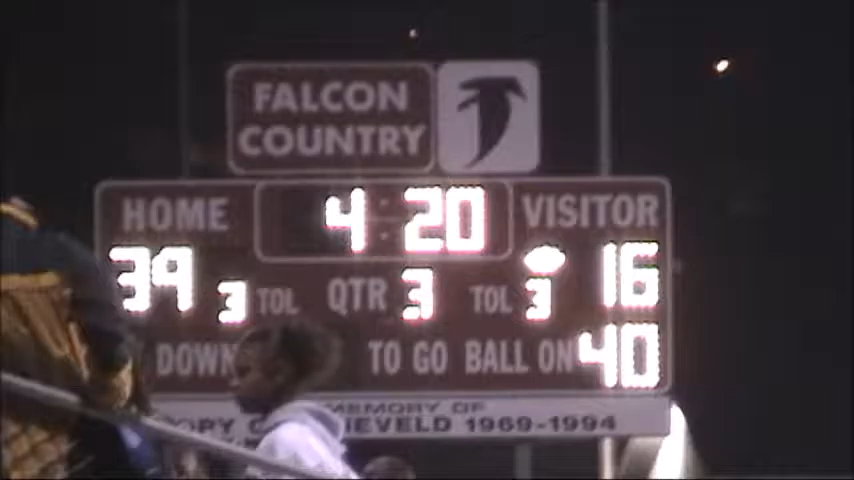 FALCON
COUNTRY
HOME 4:20 VISITOR
39 3 TOL QTR 3 TOL 3 16
DOWN TO GO BALL ON 40
MEMORY OF
1969-1994